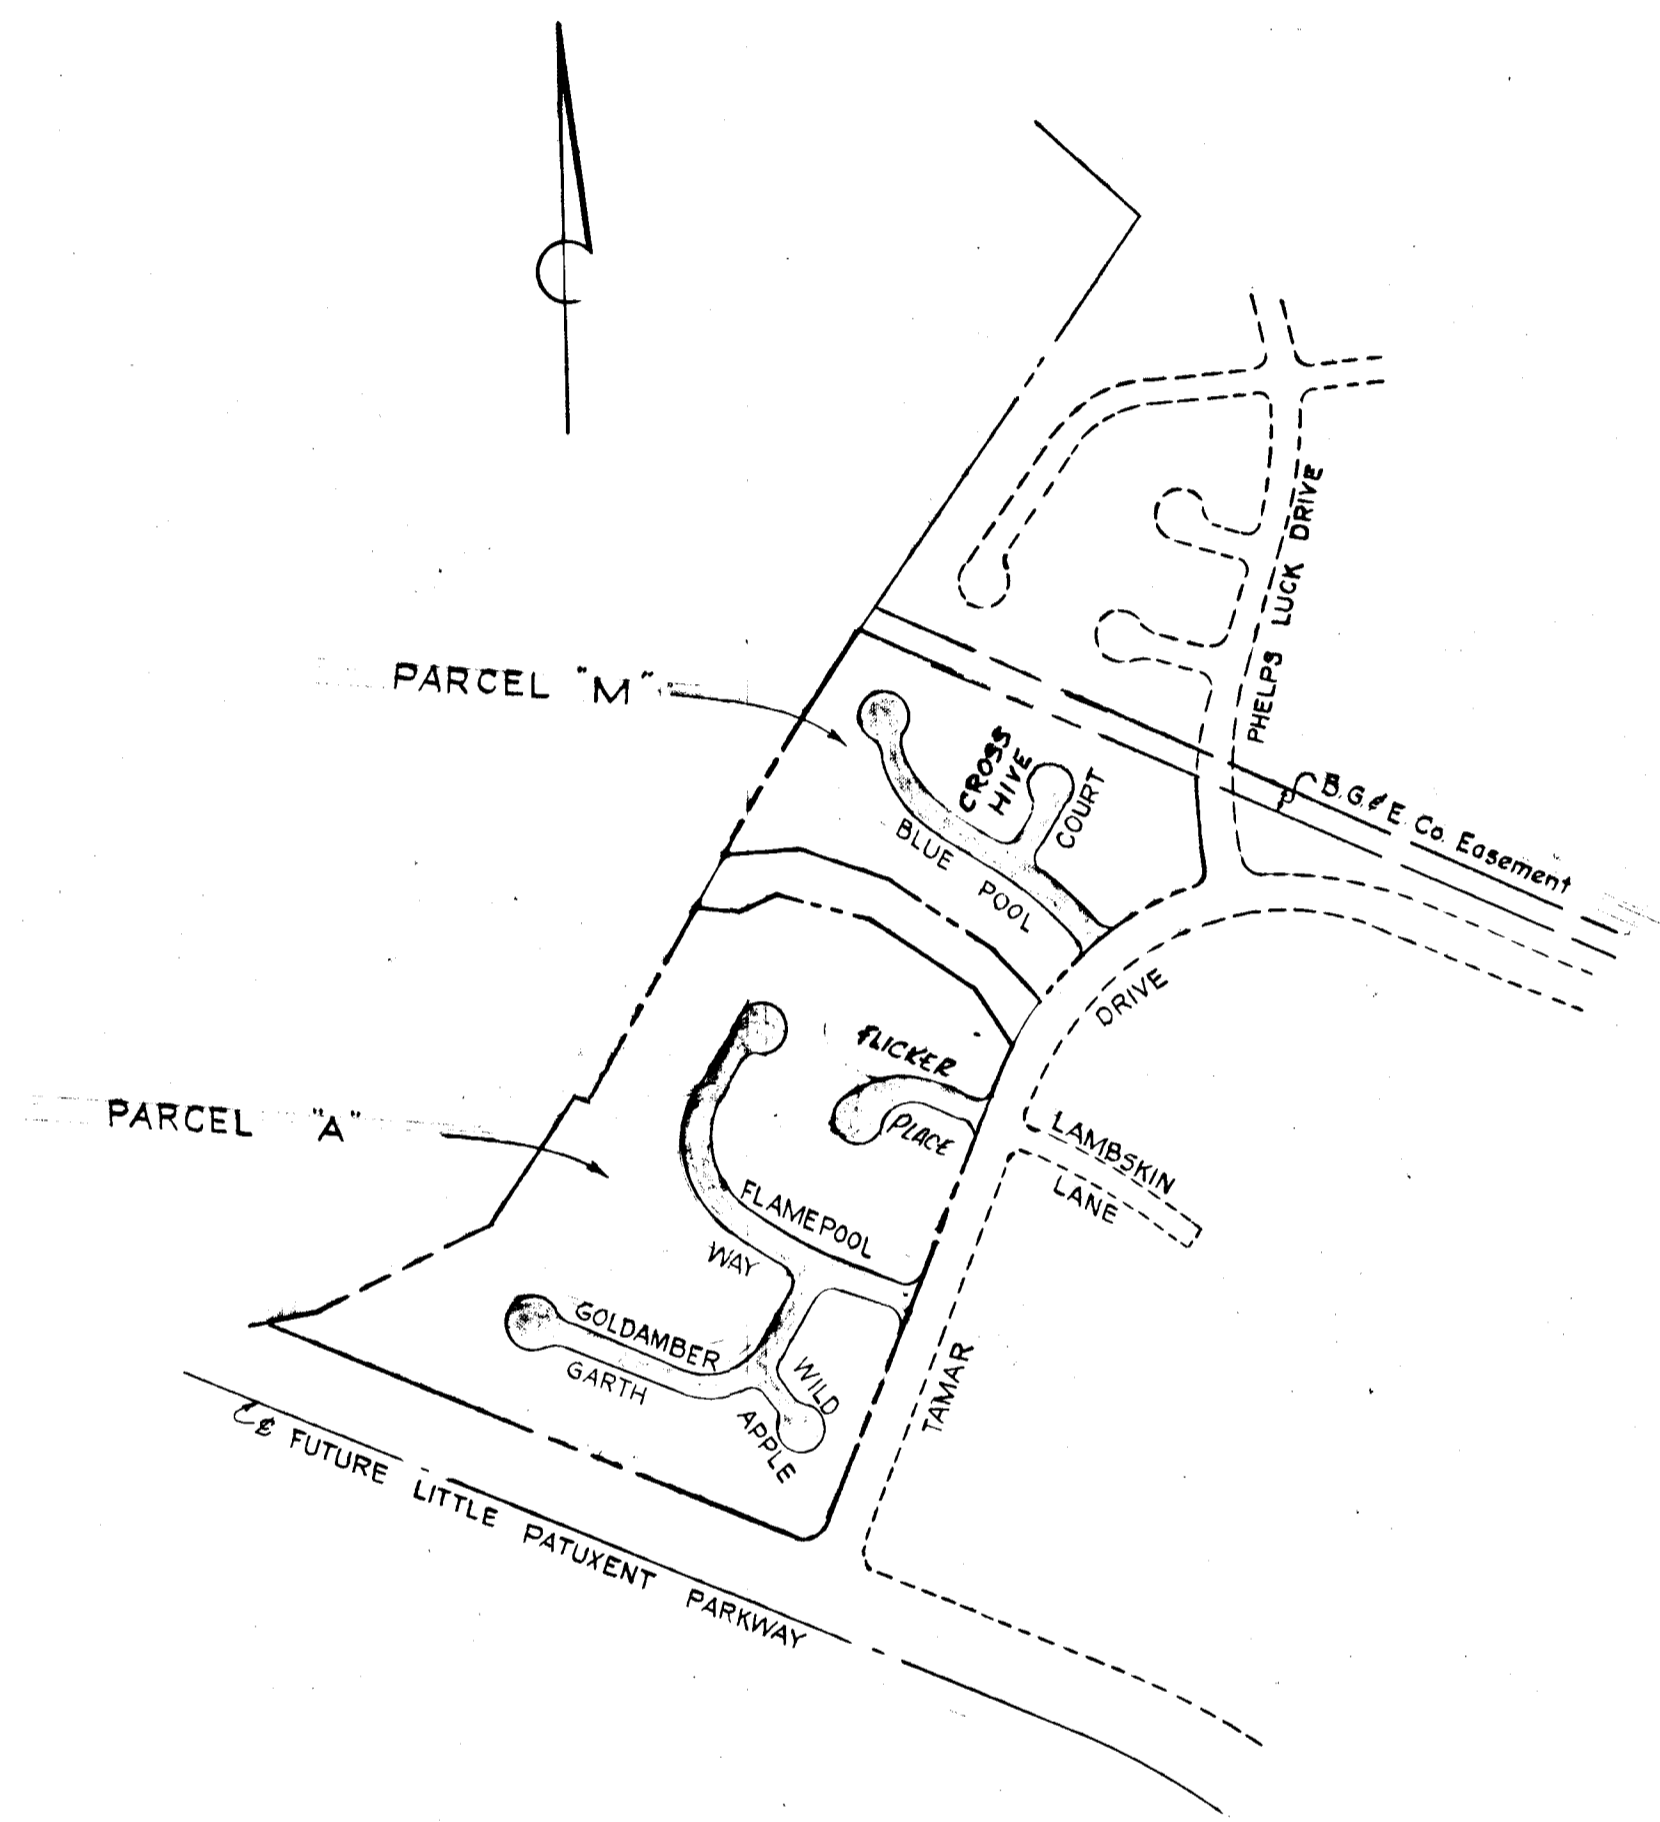 PHELPS LUCK DRIVE
PARCEL "M"
CROSS
HIVE
COURT
B.G.&E. Co. Easement
BLUE POOL
DRIVE
FLICKER
PLACE
PARCEL "A"
LAMBSKIN
LANE
FLAMEPOOL
WAY
GOLDAMBER
GARTH
WILD
APPLE
TAMAR
℄ FUTURE LITTLE PATUXENT PARKWAY